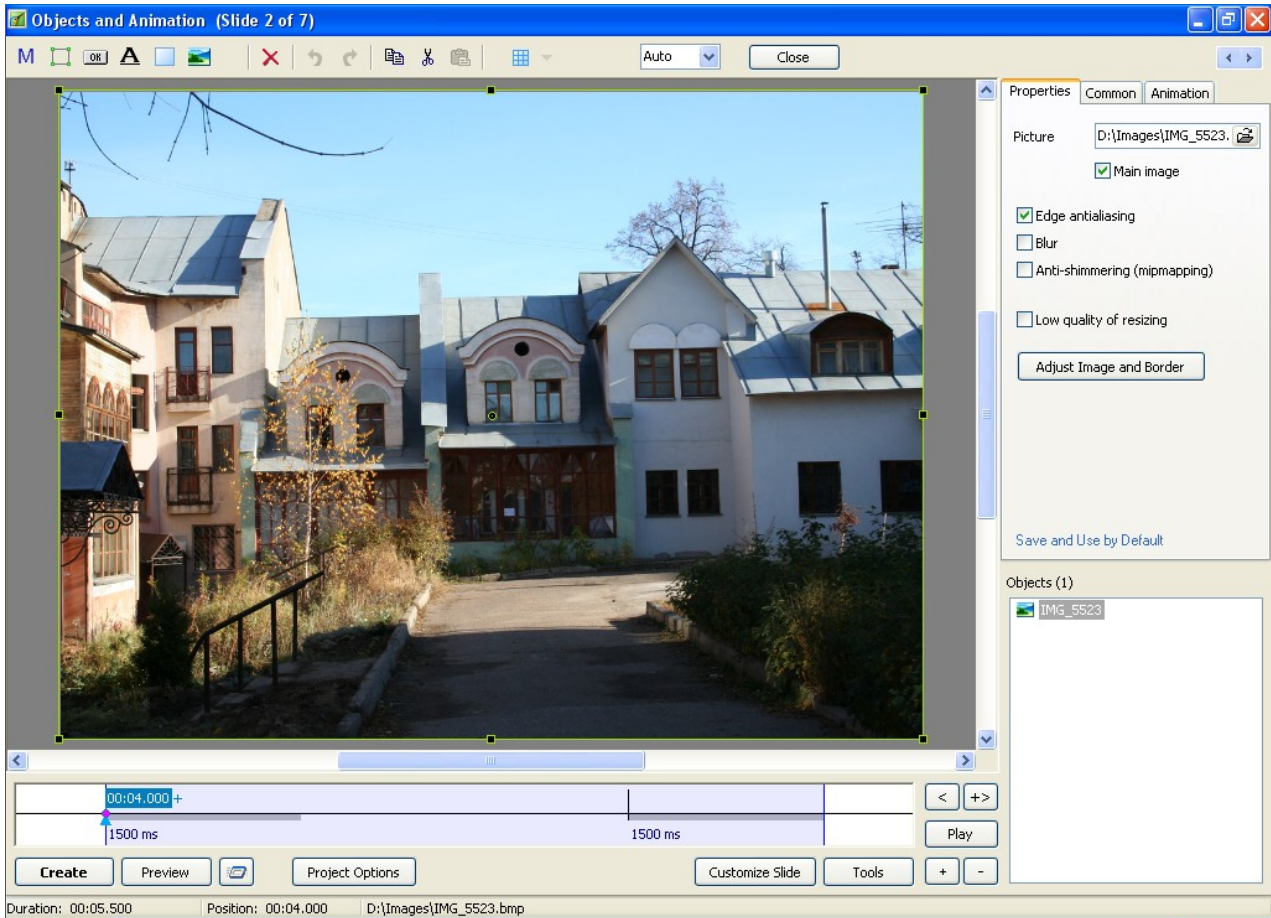 Objects and Animation (Slide 2 of 7)
M OK A Auto Close
Properties Common Animation
Picture D:\Images\IMG_5523.
Main image
Edge antialiasing
Blur
Anti-shimmering (mipmapping)
Low quality of resizing
Adjust Image and Border
Save and Use by Default
Objects (1)
IMG_5523
00:04.000 +
1500 ms 1500 ms
< +>
Play
Create Preview Project Options Customize Slide Tools + -
Duration: 00:05.500 Position: 00:04.000 D:\Images\IMG_5523.bmp